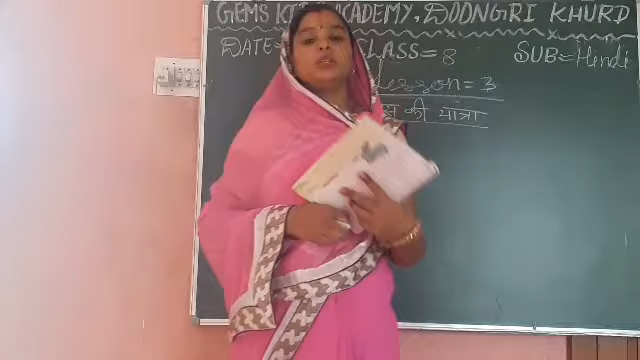 GEMS ACADEMY, DOONGRI KHURD
DATE= CLASS= 8 SUB=Hindi
Lesson = 3
की यात्रा